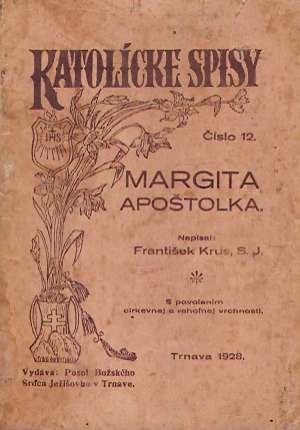 KATOLÍCKE SPISY
IHS
Číslo 12.
MARGITA
APOŠTOLKA.
Napísal:
František Krus, S. J.
S povolením
cirkevnej a rehoľnej vrchnosti.
Trnava 1928.
Vydáva: Posol Božského
Srdca Ježišovho v Trnave.